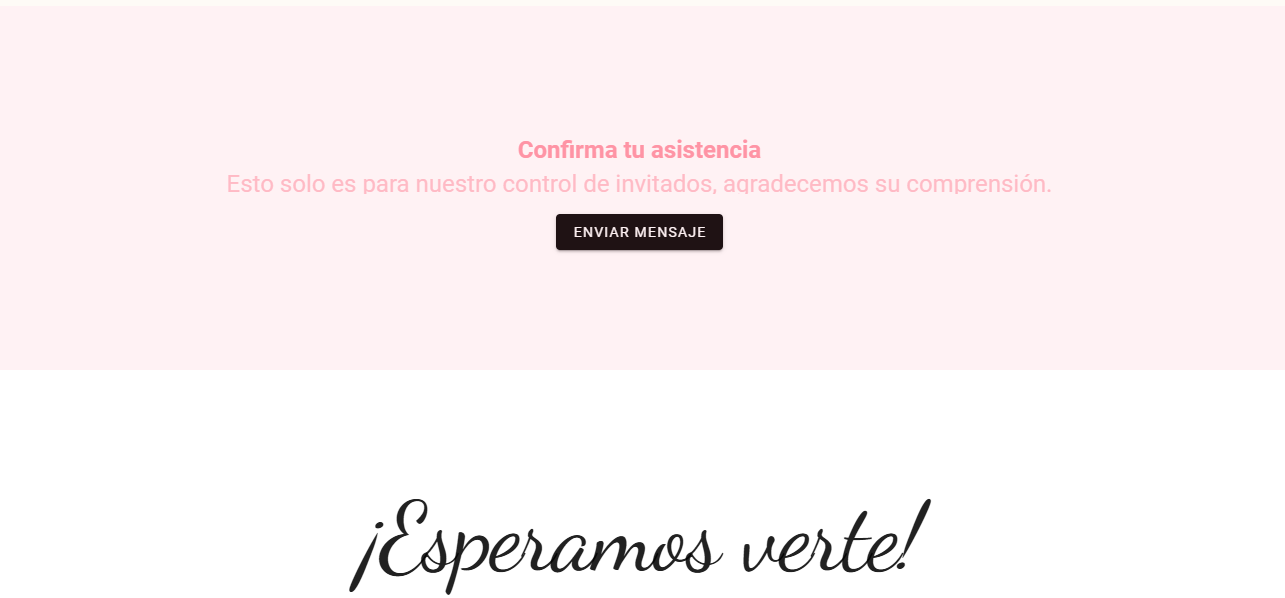 Confirma tu asistencia
Esto solo es para nuestro control de invitados, agradecemos su comprensión.
ENVIAR MENSAJE
¡Esperamos verte!